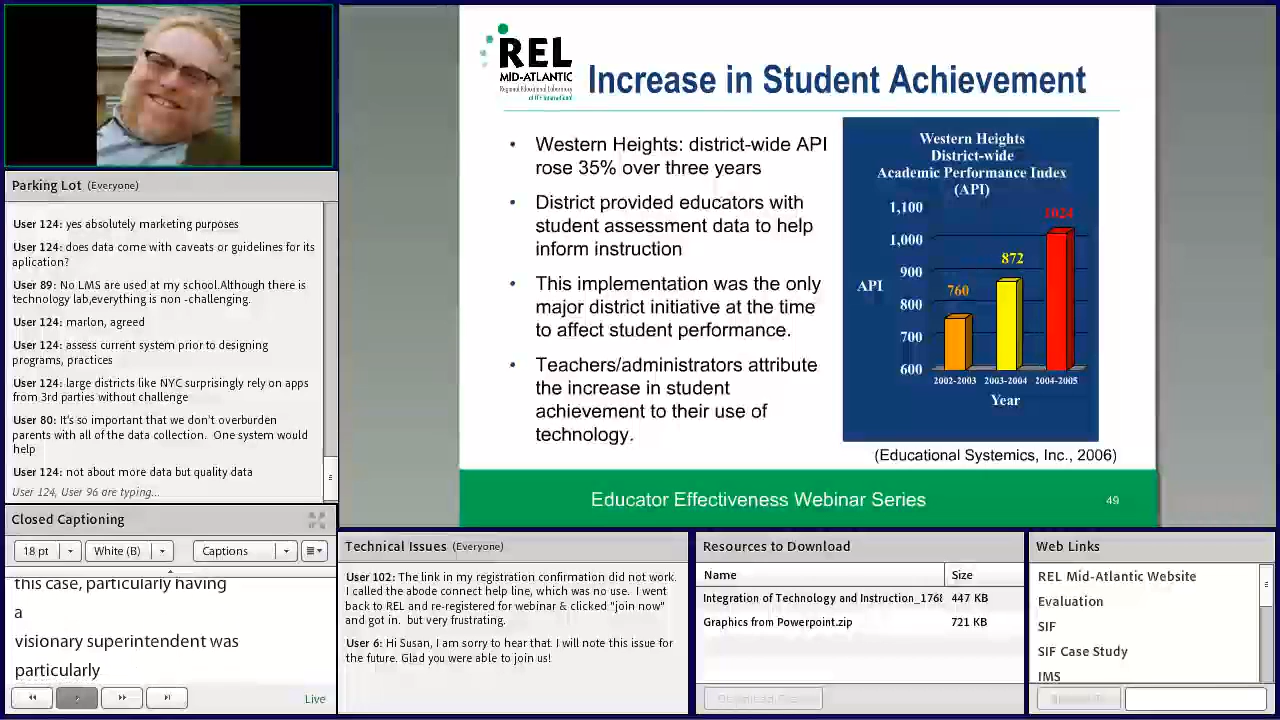 REL
MID-ATLANTIC
Regional Educational Laboratory
Increase in Student Achievement
• Western Heights: district-wide API
rose 35% over three years
• District provided educators with
student assessment data to help
inform instruction
• This implementation was the only
major district initiative at the time
to affect student performance.
• Teachers/administrators attribute
the increase in student
achievement to their use of
technology.
Western Heights
District-wide
Academic Performance Index
(API)
1,100
1,000
900
800
700
600
API
760
872
1024
2002-2003 2003-2004 2004-2005
Year
(Educational Systemics, Inc., 2006)
Educator Effectiveness Webinar Series
49
Parking Lot (Everyone)
User 124: yes absolutely marketing purposes
User 124: does data come with caveats or guidelines for its
aplication?
User 89: No LMS are used at my school.Although there is
technology lab,everything is non -challenging.
User 124: marlon, agreed
User 124: assess current system prior to designing
programs, practices
User 124: large districts like NYC surprisingly rely on apps
from 3rd parties without challenge
User 80: It's so important that we don't overburden
parents with all of the data collection. One system would
help
User 124: not about more data but quality data
User 124, User 96 are typing...
Closed Captioning
18 pt White (B) Captions
this case, particularly having
a
visionary superintendent was
particularly
Live
Technical Issues (Everyone)
User 102: The link in my registration confirmation did not work.
I called the abode connect help line, which was no use. I went
back to REL and re-registered for webinar & clicked "join now"
and got in. but very frustrating.
User 6: Hi Susan, I am sorry to hear that. I will note this issue for
the future. Glad you were able to join us!
Resources to Download
Name Size
Integration of Technology and Instruction_1768 447 KB
Graphics from Powerpoint.zip 721 KB
Web Links
REL Mid-Atlantic Website
Evaluation
SIF
SIF Case Study
IMS